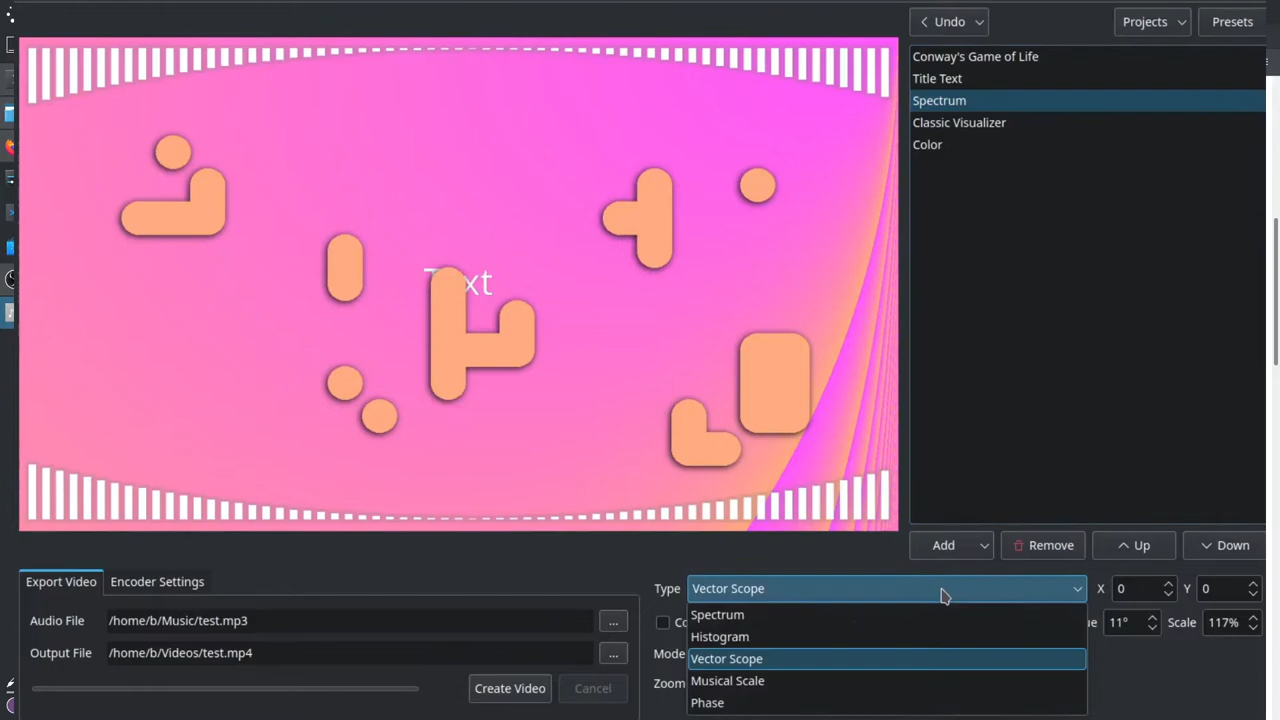 Undo
Projects
Presets
Conway's Game of Life
Title Text
Spectrum
Classic Visualizer
Color
Add
Remove
Up
Down
Export Video
Encoder Settings
Audio File
/home/b/Music/test.mp3
...
Output File
/home/b/Videos/test.mp4
...
Create Video
Cancel
Type
Vector Scope
X
0
Y
0
Spectrum
Histogram
Vector Scope
Musical Scale
Phase
11°
Scale
117%
Mode
Zoom